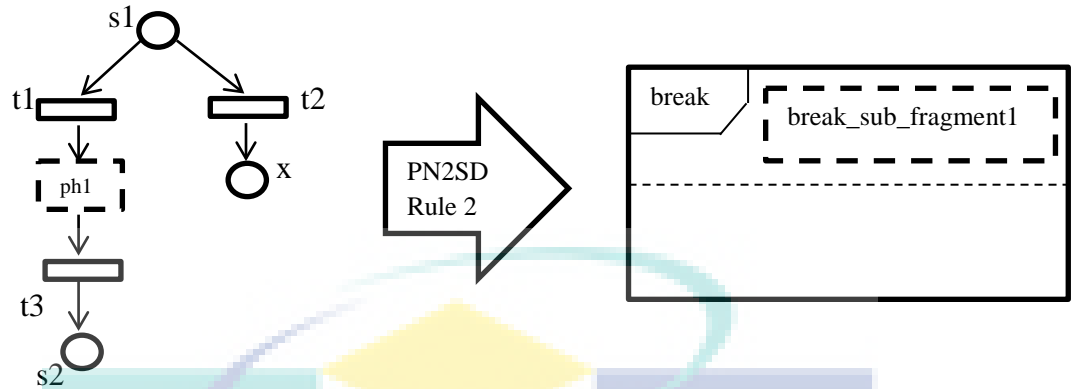 s1
t1
t2
ph1
x
t3
s2
PN2SD
Rule 2
break
break_sub_fragment1